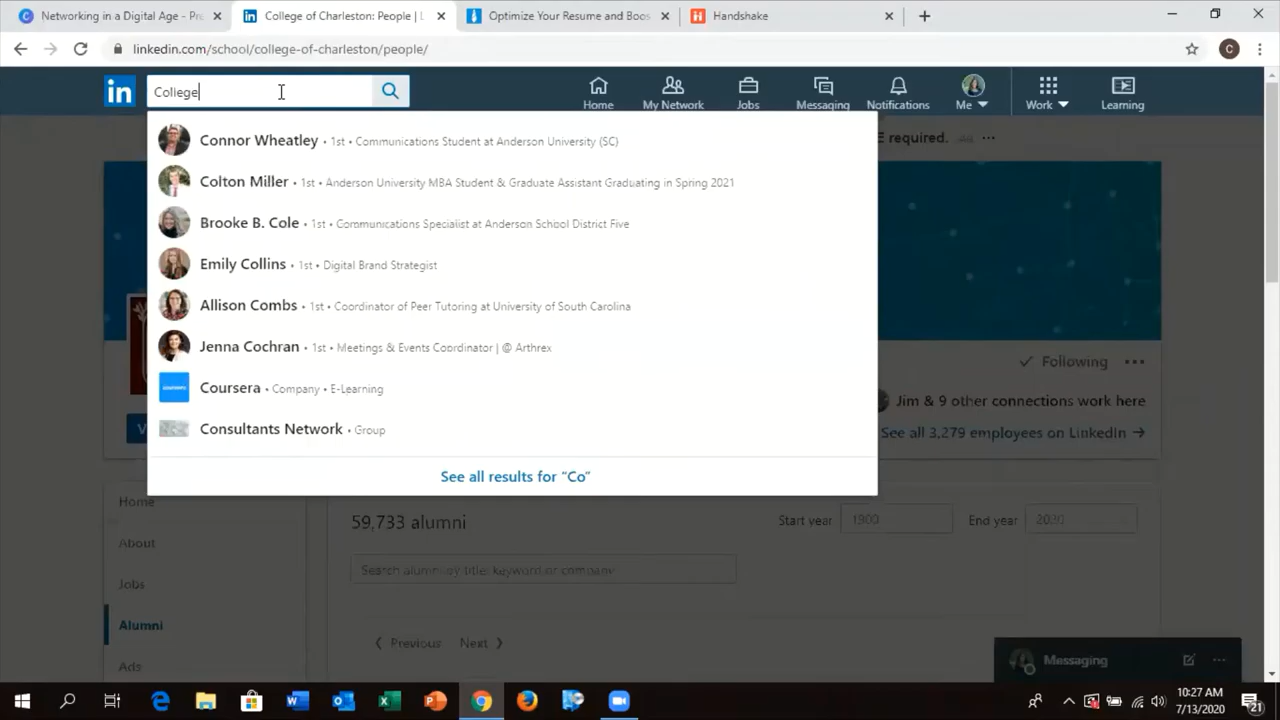 Networking in a Digital Age - Pre
College of Charleston: People | L
Optimize Your Resume and Boos
Handshake
linkedin.com/school/college-of-charleston/people/
C
in
College
Home
My Network
Jobs
Messaging
Notifications
Me
Work
Learning
E required.
Connor Wheatley • 1st • Communications Student at Anderson University (SC)
Colton Miller • 1st • Anderson University MBA Student & Graduate Assistant Graduating in Spring 2021
Brooke B. Cole • 1st • Communications Specialist at Anderson School District Five
Emily Collins • 1st • Digital Brand Strategist
Allison Combs • 1st • Coordinator of Peer Tutoring at University of South Carolina
Jenna Cochran • 1st • Meetings & Events Coordinator | @ Arthrex
Coursera • Company • E-Learning
Consultants Network • Group
See all results for “Co”
Following
Jim & 9 other connections work here
See all 3,279 employees on LinkedIn →
Home
About
Jobs
Alumni
Ads
59,733 alumni
Start year
1900
End year
2030
Search alumni by title, keyword or company
Previous
Next
Messaging
10:27 AM
7/13/2020
21